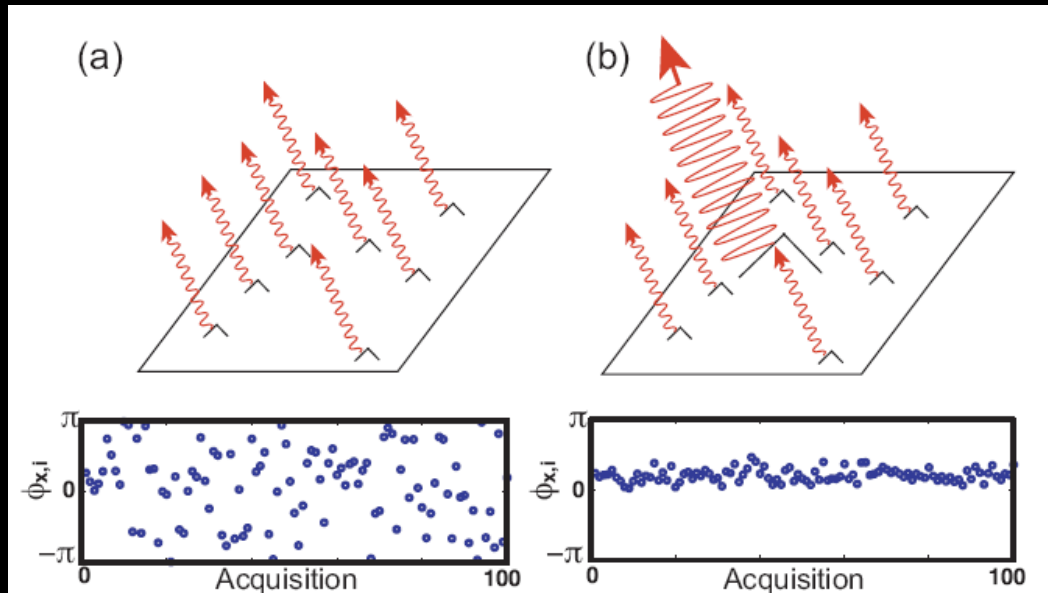 (a)
(b)
π
0
−π
ϕx,i
0
Acquisition
100
π
0
−π
ϕx,i
0
Acquisition
100